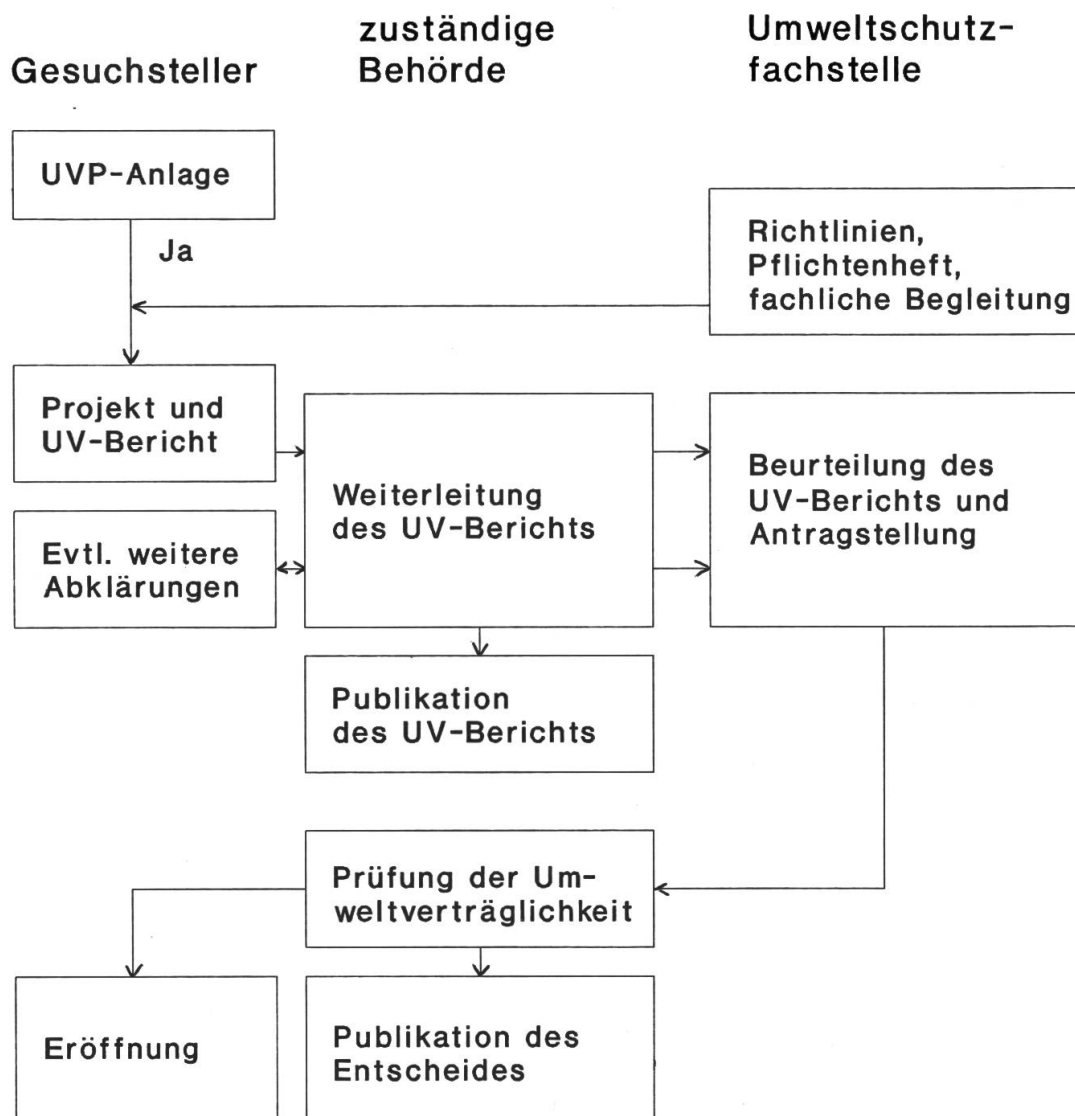 Gesuchsteller
zuständige
Behörde
Umweltschutz-
fachstelle
UVP-Anlage
Ja
Richtlinien,
Pflichtenheft,
fachliche Begleitung
Projekt und
UV-Bericht
Weiterleitung
des UV-Berichts
Beurteilung des
UV-Berichts und
Antragstellung
Evtl. weitere
Abklärungen
Publikation
des UV-Berichts
Prüfung der Um-
weltverträglichkeit
Eröffnung
Publikation des
Entscheides